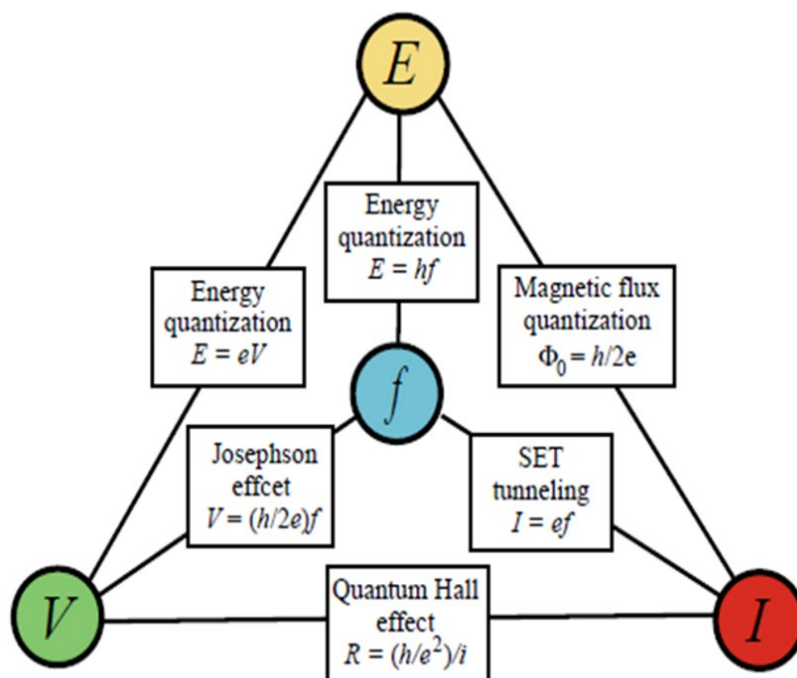 E
Energy
quantization
E = hf
Energy
quantization
E = eV
Magnetic flux
quantization
Φ₀ = h/2e
f
Josephson
effcet
V = (h/2e)f
SET
tunneling
I = ef
V
Quantum Hall
effect
R = (h/e²)/i
I